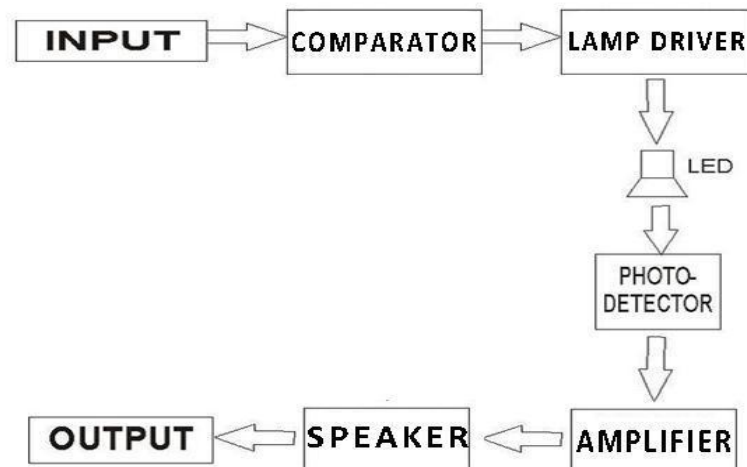 INPUT
COMPARATOR
LAMP DRIVER
LED
PHOTO-
DETECTOR
AMPLIFIER
SPEAKER
OUTPUT